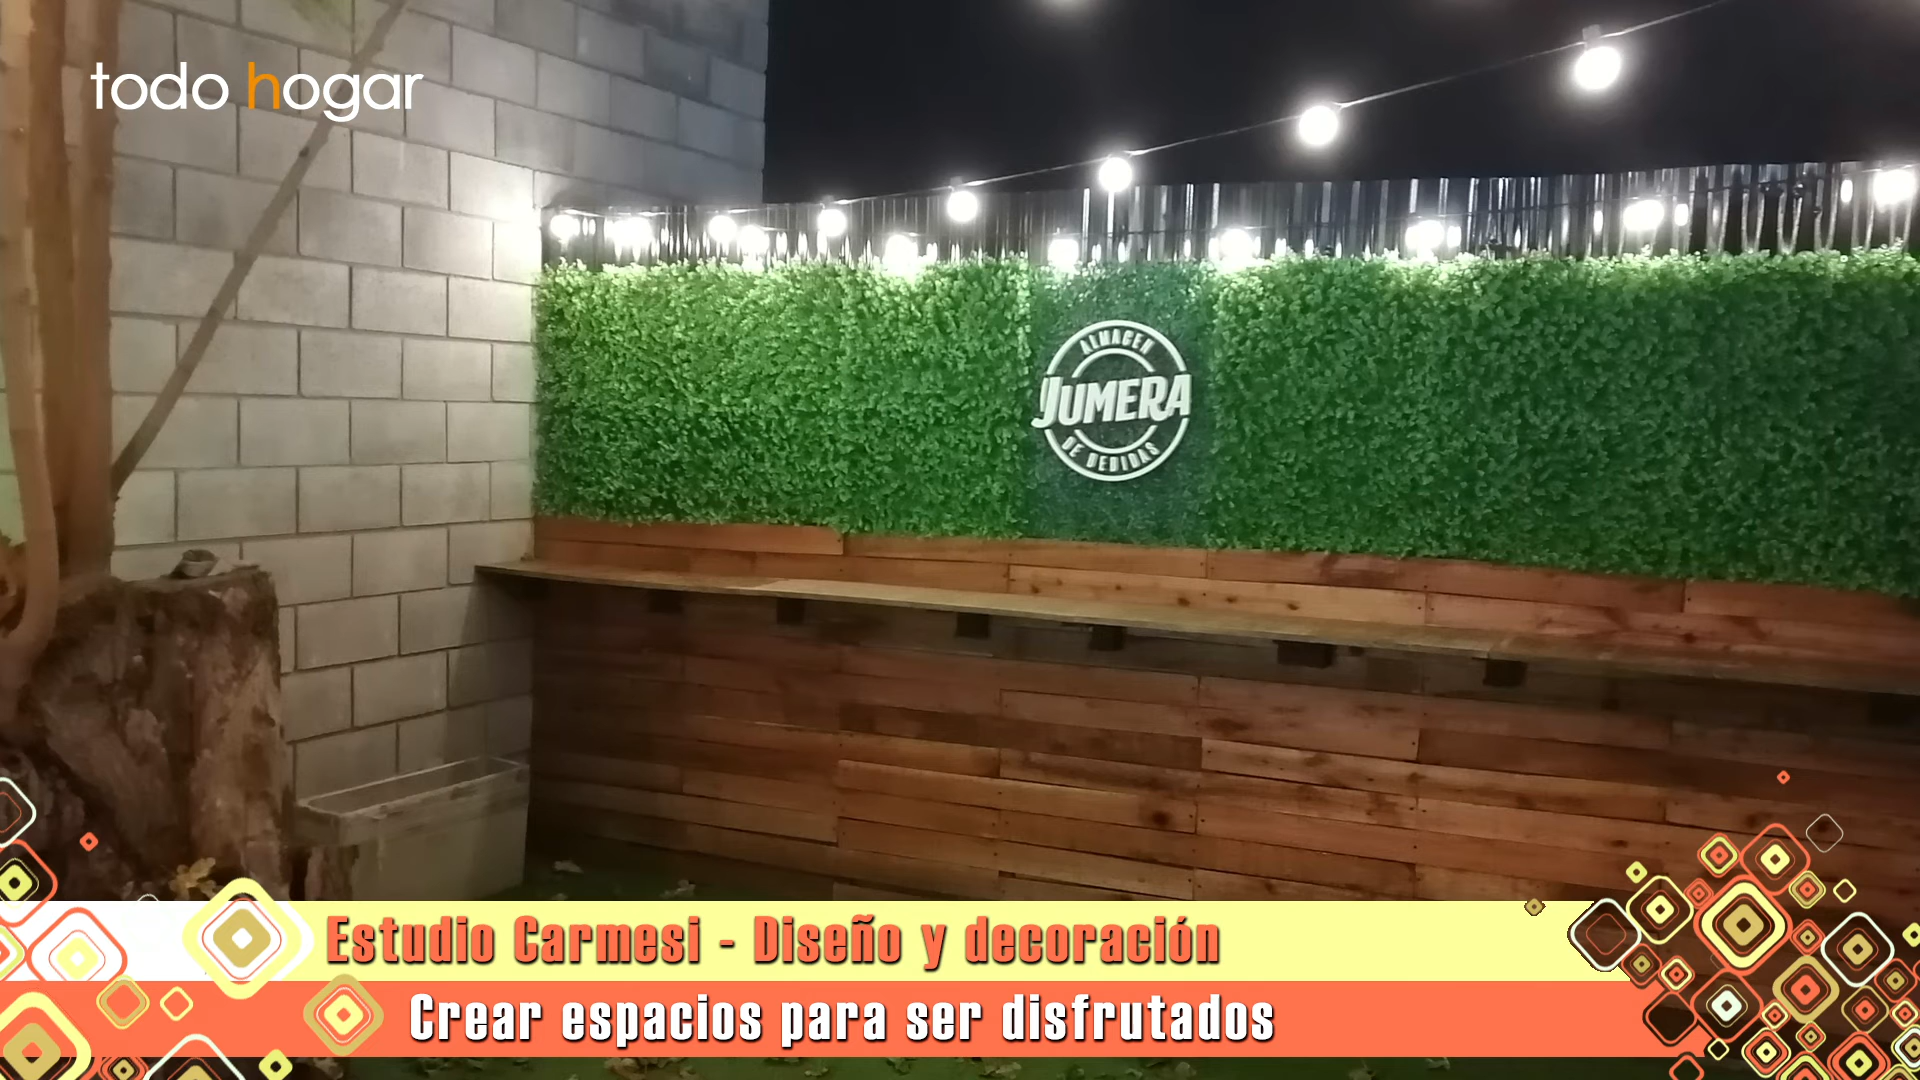 todo hogar
ALMACEN
JUMERA
DE BEBIDAS
Estudio Carmesi - Diseño y decoración
Crear espacios para ser disfrutados